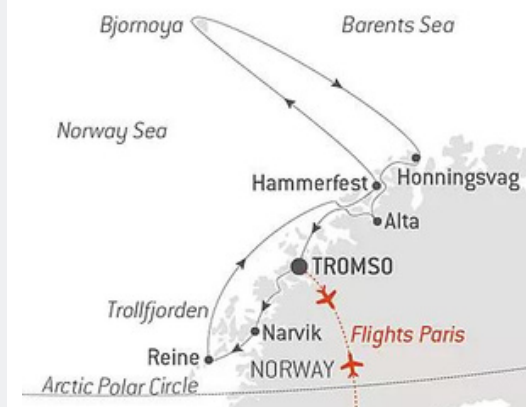 Bjornoya
Barents Sea
Norway Sea
Hammerfest
Honningsvag
Alta
TROMSO
Trollfjorden
Narvik
Flights Paris
Reine
NORWAY
Arctic Polar Circle